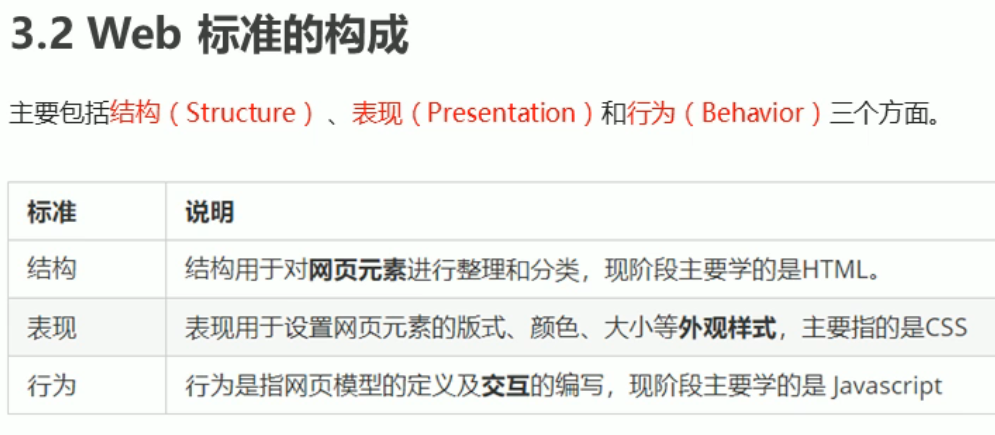 3.2 Web 标准的构成
主要包括结构（Structure）、表现（Presentation）和行为（Behavior）三个方面。
标准 说明
结构 结构用于对网页元素进行整理和分类，现阶段主要学的是HTML。
表现 表现用于设置网页元素的版式、颜色、大小等外观样式，主要指的是CSS
行为 行为是指网页模型的定义及交互的编写，现阶段主要学的是 Javascript